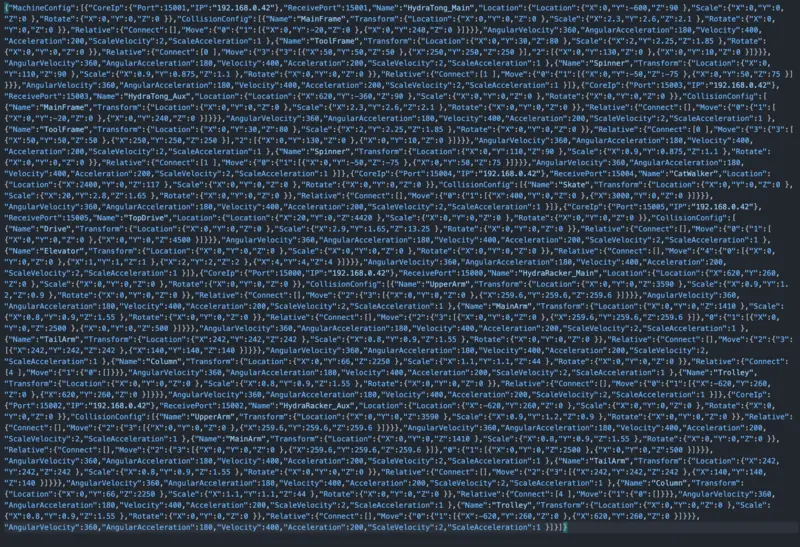 {"MachineConfig":[{"CoreIp":{"Port":15001,"IP":"192.168.0.42"},"ReceivePort":15001,"Name":"HydraTong_Main","Location":{"Location":{"X":0,"Y":-600,"Z":90 },"Scale":{"X":0,"Y":0,
"Z":0 },"Rotate":{"X":0,"Y":0,"Z":0 }},"CollisionConfig":[{"Name":"MainFrame","Transform":{"Location":{"X":0,"Y":0,"Z":0 },"Scale":{"X":2.3,"Y":2.6,"Z":2.1 },"Rotate":{"X":0,
"Y":0,"Z":0 }},"Relative":{"Connect":[],"Move":{"0":{"1":[{"X":0,"Y":-20,"Z":0 },{"X":0,"Y":240,"Z":0 }]}}},"AngularVelocity":360,"AngularAcceleration":180,"Velocity":400,
"Acceleration":200,"ScaleVelocity":2,"ScaleAcceleration":1 },{"Name":"ToolFrame","Transform":{"Location":{"X":0,"Y":30,"Z":80 },"Scale":{"X":2,"Y":2.25,"Z":1.85 },"Rotate":
{"X":0,"Y":0,"Z":0 }},"Relative":{"Connect":[0 ],"Move":{"3":{"3":[{"X":50,"Y":50,"Z":50 },{"X":250,"Y":250,"Z":250 }],"2":[{"X":0,"Y":130,"Z":0 },{"X":0,"Y":10,"Z":0 }]}}},
"AngularVelocity":360,"AngularAcceleration":180,"Velocity":400,"Acceleration":200,"ScaleVelocity":2,"ScaleAcceleration":1 },{"Name":"Spinner","Transform":{"Location":{"X":0,
"Y":110,"Z":90 },"Scale":{"X":0.9,"Y":0.875,"Z":1.1 },"Rotate":{"X":0,"Y":0,"Z":0 }},"Relative":{"Connect":[1 ],"Move":{"0":{"1":[{"X":0,"Y":-50,"Z":-75 },{"X":0,"Y":50,"Z":75 }
]}}},"AngularVelocity":360,"AngularAcceleration":180,"Velocity":400,"Acceleration":200,"ScaleVelocity":2,"ScaleAcceleration":1 }]},{"CoreIp":{"Port":15003,"IP":"192.168.0.42"},
"ReceivePort":15003,"Name":"HydraTong_Aux","Location":{"Location":{"X":620,"Y":-360,"Z":90 },"Scale":{"X":0,"Y":0,"Z":0 },"Rotate":{"X":0,"Y":0,"Z":0 }},"CollisionConfig":[
{"Name":"MainFrame","Transform":{"Location":{"X":0,"Y":0,"Z":0 },"Scale":{"X":2.3,"Y":2.6,"Z":2.1 },"Rotate":{"X":0,"Y":0,"Z":0 }},"Relative":{"Connect":[],"Move":{"0":{"1":[
{"X":0,"Y":-20,"Z":0 },{"X":0,"Y":240,"Z":0 }]}}},"AngularVelocity":360,"AngularAcceleration":180,"Velocity":400,"Acceleration":200,"ScaleVelocity":2,"ScaleAcceleration":1 },
{"Name":"ToolFrame","Transform":{"Location":{"X":0,"Y":30,"Z":80 },"Scale":{"X":2,"Y":2.25,"Z":1.85 },"Rotate":{"X":0,"Y":0,"Z":0 }},"Relative":{"Connect":[0 ],"Move":{"3":{"3":[
{"X":50,"Y":50,"Z":50 },{"X":250,"Y":250,"Z":250 }],"2":[{"X":0,"Y":130,"Z":0 },{"X":0,"Y":10,"Z":0 }]}}},"AngularVelocity":360,"AngularAcceleration":180,"Velocity":400,
"Acceleration":200,"ScaleVelocity":2,"ScaleAcceleration":1 },{"Name":"Spinner","Transform":{"Location":{"X":0,"Y":110,"Z":90 },"Scale":{"X":0.9,"Y":0.875,"Z":1.1 },"Rotate":
{"X":0,"Y":0,"Z":0 }},"Relative":{"Connect":[1 ],"Move":{"0":{"1":[{"X":0,"Y":-50,"Z":-75 },{"X":0,"Y":50,"Z":75 }]}}},"AngularVelocity":360,"AngularAcceleration":180,
"Velocity":400,"Acceleration":200,"ScaleVelocity":2,"ScaleAcceleration":1 }]},{"CoreIp":{"Port":15004,"IP":"192.168.0.42"},"ReceivePort":15004,"Name":"CatWalker","Location":
{"Location":{"X":2400,"Y":0,"Z":117 },"Scale":{"X":0,"Y":0,"Z":0 },"Rotate":{"X":0,"Y":0,"Z":0 }},"CollisionConfig":[{"Name":"Skate","Transform":{"Location":{"X":0,"Y":0,"Z":0 },
"Scale":{"X":20,"Y":2.8,"Z":1.65 },"Rotate":{"X":0,"Y":0,"Z":0 }},"Relative":{"Connect":[],"Move":{"0":{"1":[{"X":400,"Y":0,"Z":0 },{"X":3000,"Y":0,"Z":0 }]}}},
"AngularVelocity":360,"AngularAcceleration":180,"Velocity":400,"Acceleration":200,"ScaleVelocity":2,"ScaleAcceleration":1 }]},{"CoreIp":{"Port":15005,"IP":"192.168.0.42"},
"ReceivePort":15005,"Name":"TopDrive","Location":{"Location":{"X":20,"Y":0,"Z":4420 },"Scale":{"X":0,"Y":0,"Z":0 },"Rotate":{"X":0,"Y":0,"Z":0 }},"CollisionConfig":[
{"Name":"Drive","Transform":{"Location":{"X":0,"Y":0,"Z":0 },"Scale":{"X":2.9,"Y":1.65,"Z":13.25 },"Rotate":{"X":0,"Y":0,"Z":0 }},"Relative":{"Connect":[],"Move":{"0":{"1":[
{"X":0,"Y":0,"Z":0 },{"X":0,"Y":0,"Z":4500 }]}}},"AngularVelocity":360,"AngularAcceleration":180,"Velocity":400,"Acceleration":200,"ScaleVelocity":2,"ScaleAcceleration":1 },
{"Name":"Elevator","Transform":{"Location":{"X":0,"Y":0,"Z":0 },"Scale":{"X":0,"Y":0,"Z":0 },"Rotate":{"X":0,"Y":0,"Z":0 }},"Relative":{"Connect":[],"Move":{"4":{"0":[{"X":0,
"Y":0,"Z":0 },{"X":1,"Y":1,"Z":1 },{"X":2,"Y":2,"Z":2 },{"X":4,"Y":4,"Z":4 }]}}},"AngularVelocity":360,"AngularAcceleration":180,"Velocity":400,"Acceleration":200,
"ScaleVelocity":2,"ScaleAcceleration":1 }]},{"CoreIp":{"Port":15000,"IP":"192.168.0.42"},"ReceivePort":15000,"Name":"HydraRacker_Main","Location":{"Location":{"X":620,"Y":260,
"Z":0 },"Scale":{"X":0,"Y":0,"Z":0 },"Rotate":{"X":0,"Y":0,"Z":0 }},"CollisionConfig":[{"Name":"UpperArm","Transform":{"Location":{"X":0,"Y":0,"Z":3590 },"Scale":{"X":0.9,"Y":1.
2,"Z":0.9 },"Rotate":{"X":0,"Y":0,"Z":0 }},"Relative":{"Connect":[],"Move":{"2":{"3":[{"X":0,"Y":0,"Z":0 },{"X":259.6,"Y":259.6,"Z":259.6 }]}}},"AngularVelocity":360,
"AngularAcceleration":180,"Velocity":400,"Acceleration":200,"ScaleVelocity":2,"ScaleAcceleration":1 },{"Name":"MainArm","Transform":{"Location":{"X":0,"Y":0,"Z":1410 },"Scale":
{"X":0.8,"Y":0.9,"Z":1.55 },"Rotate":{"X":0,"Y":0,"Z":0 }},"Relative":{"Connect":[],"Move":{"2":{"3":[{"X":0,"Y":0,"Z":0 },{"X":259.6,"Y":259.6,"Z":259.6 }]},"0":{"1":[{"X":0,
"Y":0,"Z":2500 },{"X":0,"Y":0,"Z":500 }]}}},"AngularVelocity":360,"AngularAcceleration":180,"Velocity":400,"Acceleration":200,"ScaleVelocity":2,"ScaleAcceleration":1 },
{"Name":"TailArm","Transform":{"Location":{"X":242,"Y":242,"Z":242 },"Scale":{"X":0.8,"Y":0.9,"Z":1.55 },"Rotate":{"X":0,"Y":0,"Z":0 }},"Relative":{"Connect":[],"Move":{"2":{"3":
[{"X":242,"Y":242,"Z":242 },{"X":140,"Y":140,"Z":140 }]}}},"AngularVelocity":360,"AngularAcceleration":180,"Velocity":400,"Acceleration":200,"ScaleVelocity":2,
"ScaleAcceleration":1 },{"Name":"Column","Transform":{"Location":{"X":0,"Y":66,"Z":2250 },"Scale":{"X":1.1,"Y":1.1,"Z":44 },"Rotate":{"X":0,"Y":0,"Z":0 }},"Relative":{"Connect":
[4 ],"Move":{"1":{"0":[]}}},"AngularVelocity":360,"AngularAcceleration":180,"Velocity":400,"Acceleration":200,"ScaleVelocity":2,"ScaleAcceleration":1 },{"Name":"Trolley",
"Transform":{"Location":{"X":0,"Y":0,"Z":0 },"Scale":{"X":0.8,"Y":0.9,"Z":1.55 },"Rotate":{"X":0,"Y":0,"Z":0 }},"Relative":{"Connect":[],"Move":{"0":{"1":[{"X":-620,"Y":260,
"Z":0 },{"X":620,"Y":260,"Z":0 }]}}},"AngularVelocity":360,"AngularAcceleration":180,"Velocity":400,"Acceleration":200,"ScaleVelocity":2,"ScaleAcceleration":1 }]},{"CoreIp":
{"Port":15002,"IP":"192.168.0.42"},"ReceivePort":15002,"Name":"HydraRacker_Aux","Location":{"Location":{"X":-620,"Y":260,"Z":0 },"Scale":{"X":0,"Y":0,"Z":0 },"Rotate":{"X":0,
"Y":0,"Z":0 }},"CollisionConfig":[{"Name":"UpperArm","Transform":{"Location":{"X":0,"Y":0,"Z":3590 },"Scale":{"X":0.9,"Y":1.2,"Z":0.9 },"Rotate":{"X":0,"Y":0,"Z":0 }},"Relative":
{"Connect":[],"Move":{"2":{"3":[{"X":0,"Y":0,"Z":0 },{"X":259.6,"Y":259.6,"Z":259.6 }]}}},"AngularVelocity":360,"AngularAcceleration":180,"Velocity":400,"Acceleration":200,
"ScaleVelocity":2,"ScaleAcceleration":1 },{"Name":"MainArm","Transform":{"Location":{"X":0,"Y":0,"Z":1410 },"Scale":{"X":0.8,"Y":0.9,"Z":1.55 },"Rotate":{"X":0,"Y":0,"Z":0 }},
"Relative":{"Connect":[],"Move":{"2":{"3":[{"X":0,"Y":0,"Z":0 },{"X":259.6,"Y":259.6,"Z":259.6 }]},"0":{"1":[{"X":0,"Y":0,"Z":2500 },{"X":0,"Y":0,"Z":500 }]}}},
"AngularVelocity":360,"AngularAcceleration":180,"Velocity":400,"Acceleration":200,"ScaleVelocity":2,"ScaleAcceleration":1 },{"Name":"TailArm","Transform":{"Location":{"X":242,
"Y":242,"Z":242 },"Scale":{"X":0.8,"Y":0.9,"Z":1.55 },"Rotate":{"X":0,"Y":0,"Z":0 }},"Relative":{"Connect":[],"Move":{"2":{"3":[{"X":242,"Y":242,"Z":242 },{"X":140,"Y":140,
"Z":140 }]}}},"AngularVelocity":360,"AngularAcceleration":180,"Velocity":400,"Acceleration":200,"ScaleVelocity":2,"ScaleAcceleration":1 },{"Name":"Column","Transform":
{"Location":{"X":0,"Y":66,"Z":2250 },"Scale":{"X":1.1,"Y":1.1,"Z":44 },"Rotate":{"X":0,"Y":0,"Z":0 }},"Relative":{"Connect":[4 ],"Move":{"1":{"0":[]}}},"AngularVelocity":360,
"AngularAcceleration":180,"Velocity":400,"Acceleration":200,"ScaleVelocity":2,"ScaleAcceleration":1 },{"Name":"Trolley","Transform":{"Location":{"X":0,"Y":0,"Z":0 },"Scale":
{"X":0.8,"Y":0.9,"Z":1.55 },"Rotate":{"X":0,"Y":0,"Z":0 }},"Relative":{"Connect":[],"Move":{"0":{"1":[{"X":-620,"Y":260,"Z":0 },{"X":620,"Y":260,"Z":0 }]}}},
"AngularVelocity":360,"AngularAcceleration":180,"Velocity":400,"Acceleration":200,"ScaleVelocity":2,"ScaleAcceleration":1 }]}]}